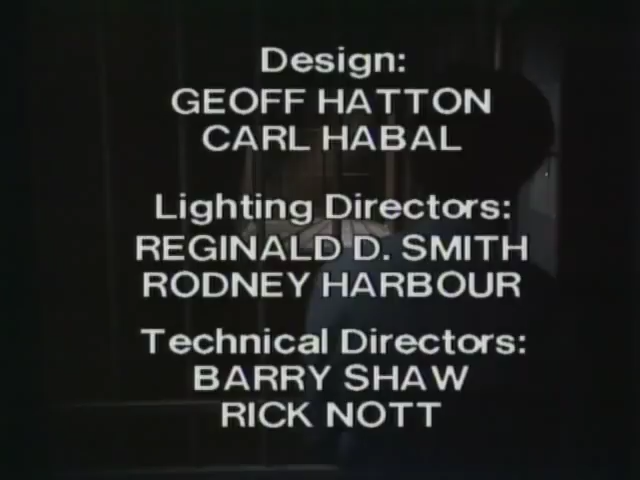 Design:
GEOFF HATTON
CARL HABAL
Lighting Directors:
REGINALD D. SMITH
RODNEY HARBOUR
Technical Directors:
BARRY SHAW
RICK NOTT